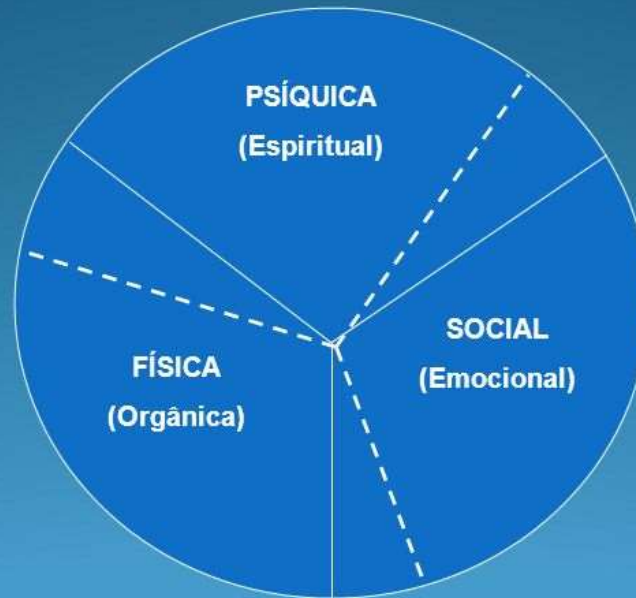 PSÍQUICA
(Espiritual)
SOCIAL
(Emocional)
FÍSICA
(Orgânica)